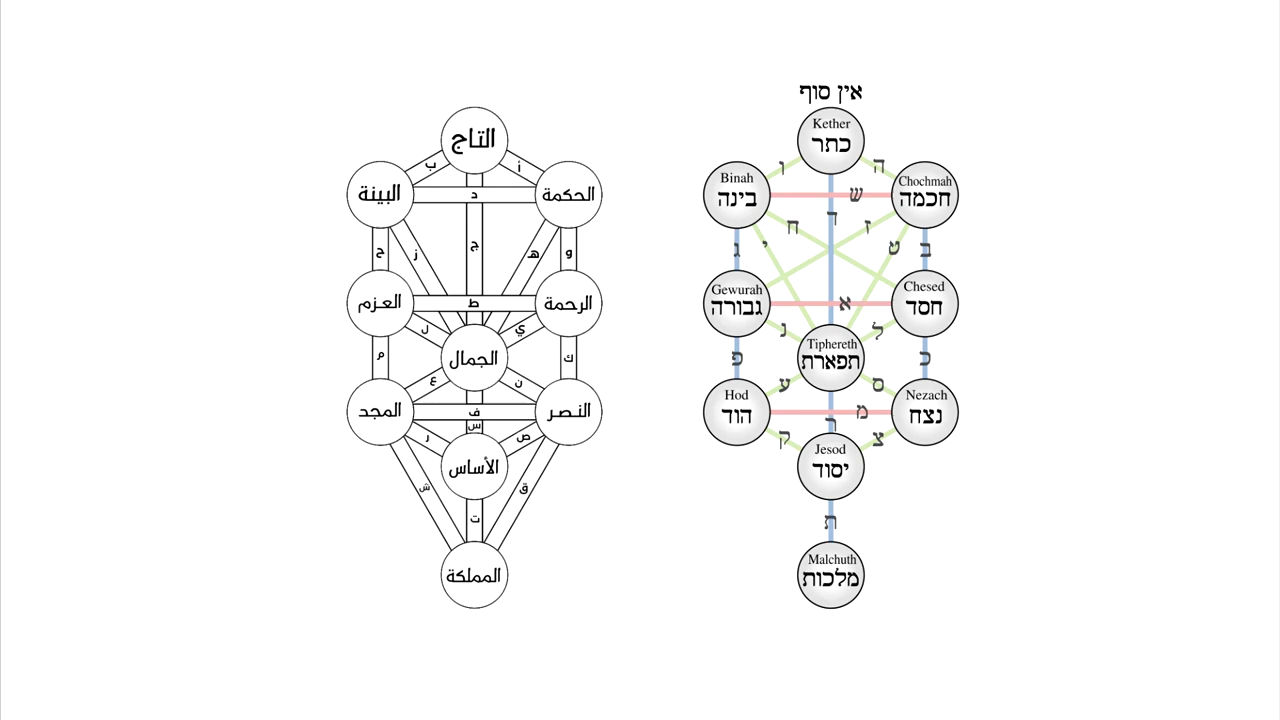 التاج
ب
أ
البينة
د
الحكمة
ح
ز
ج
هـ
و
العزم
ط
الرحمة
ل
ي
م
الجمال
ك
ع
ن
المجد
ف
النصر
س
ر
ص
الأساس
ش
ق
ت
المملكة
אין סוף
Kether
כתר
ו
ה
Binah
בינה
ש
Chochmah
חכמה
ד
ח
ז
ג
י
ט
ב
Gewurah
גבורה
א
Chesed
חסד
נ
ל
פ
Tiphereth
תפארת
כ
ע
ס
Hod
הוד
מ
Nezach
נצח
ר
ק
צ
Jesod
יסוד
ת
Malchuth
מלכות